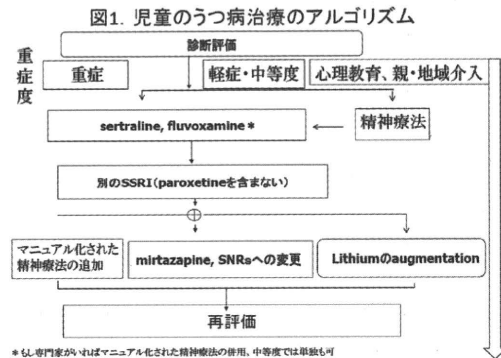 図1. 児童のうつ病治療のアルゴリズム
診断評価
重症度
重症
軽症・中等度
心理教育、親・地域介入
sertraline, fluvoxamine *
精神療法
別のSSRI(paroxetineを含まない)
マニュアル化された
精神療法の追加
mirtazapine, SNRsへの変更
Lithiumのaugmentation
再評価
* もし専門家がいればマニュアル化された精神療法の併用、中等度では単独も可